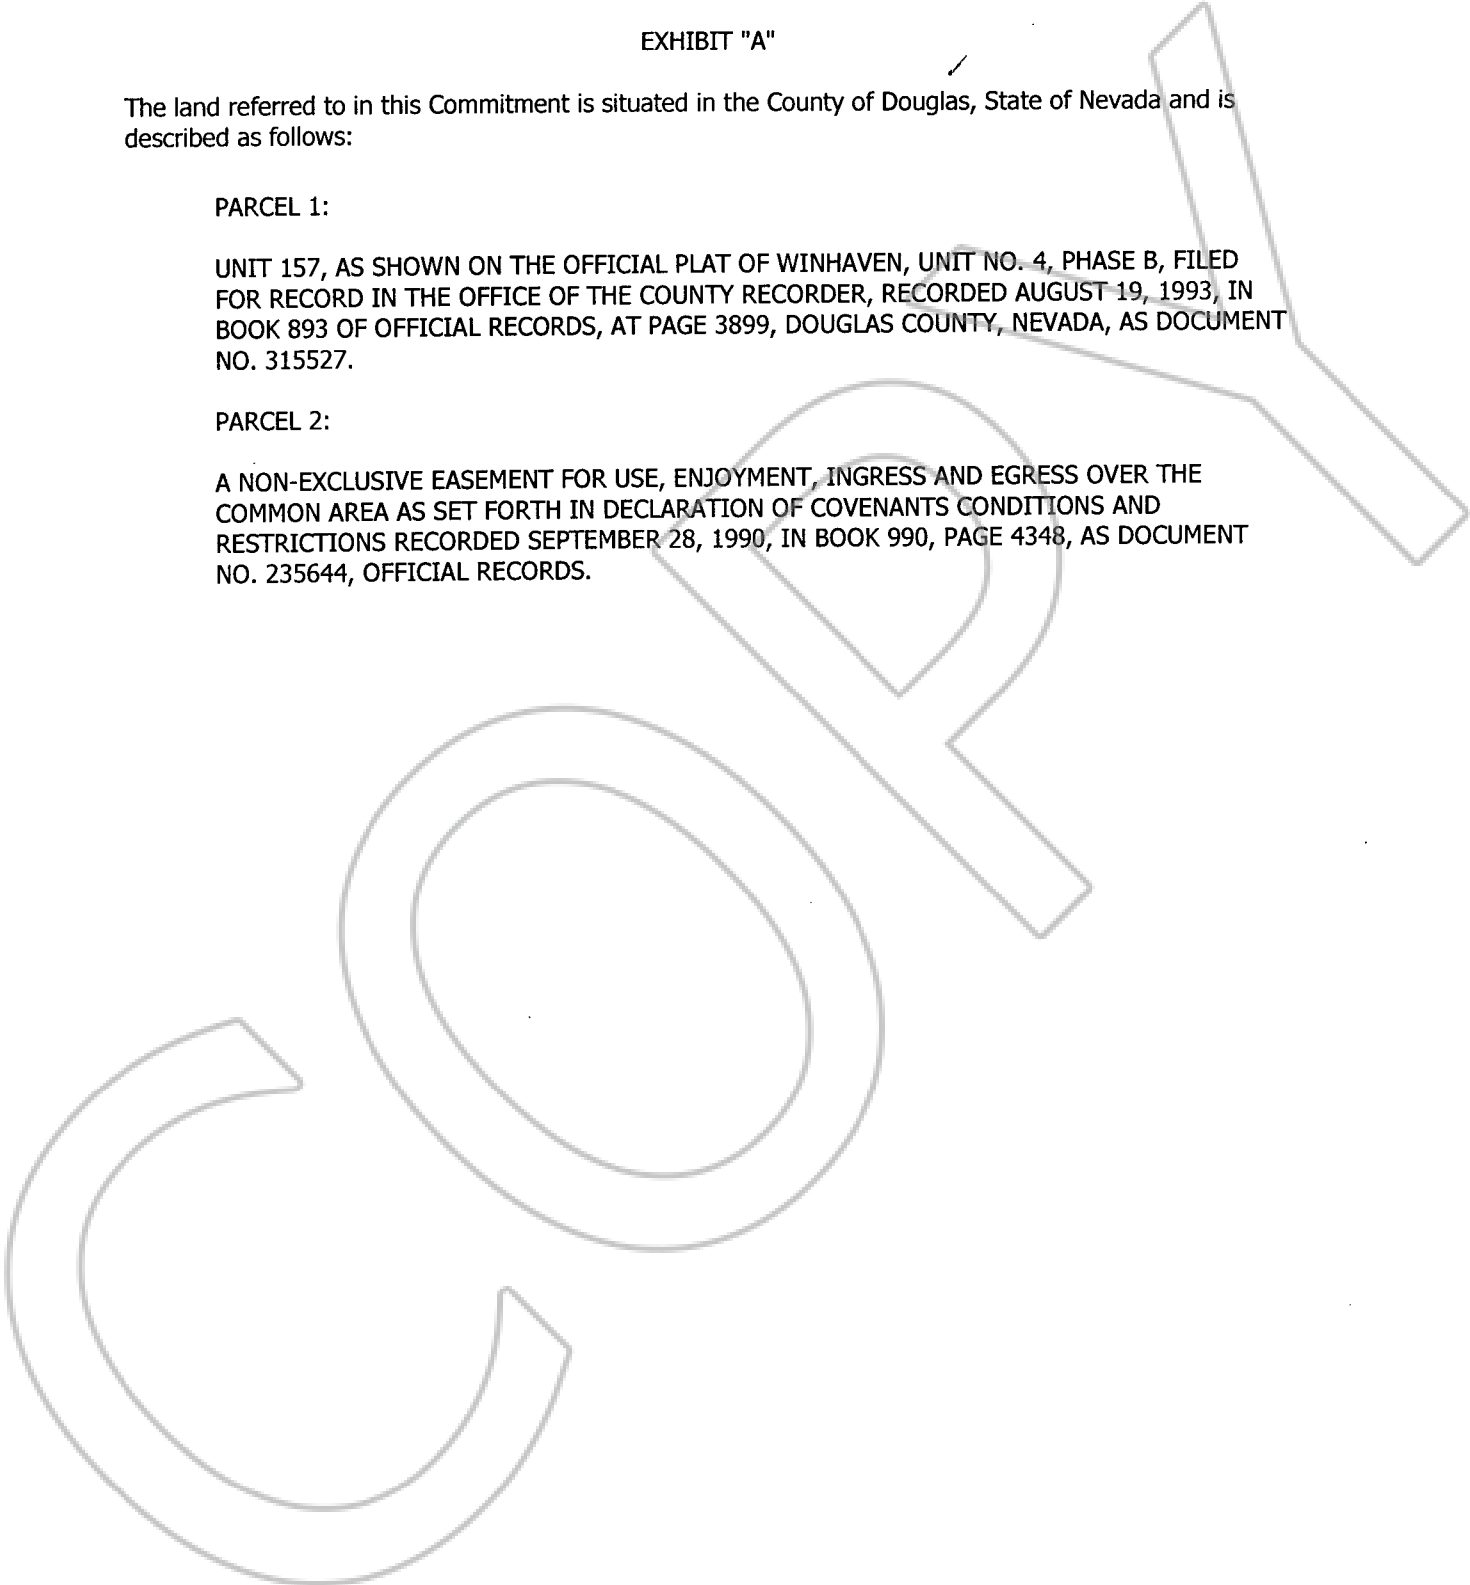 EXHIBIT "A"
The land referred to in this Commitment is situated in the County of Douglas, State of Nevada and is
described as follows:
PARCEL 1:
UNIT 157, AS SHOWN ON THE OFFICIAL PLAT OF WINHAVEN, UNIT NO. 4, PHASE B, FILED
FOR RECORD IN THE OFFICE OF THE COUNTY RECORDER, RECORDED AUGUST 19, 1993, IN
BOOK 893 OF OFFICIAL RECORDS, AT PAGE 3899, DOUGLAS COUNTY, NEVADA, AS DOCUMENT
NO. 315527.
PARCEL 2:
A NON-EXCLUSIVE EASEMENT FOR USE, ENJOYMENT, INGRESS AND EGRESS OVER THE
COMMON AREA AS SET FORTH IN DECLARATION OF COVENANTS CONDITIONS AND
RESTRICTIONS RECORDED SEPTEMBER 28, 1990, IN BOOK 990, PAGE 4348, AS DOCUMENT
NO. 235644, OFFICIAL RECORDS.
COPY